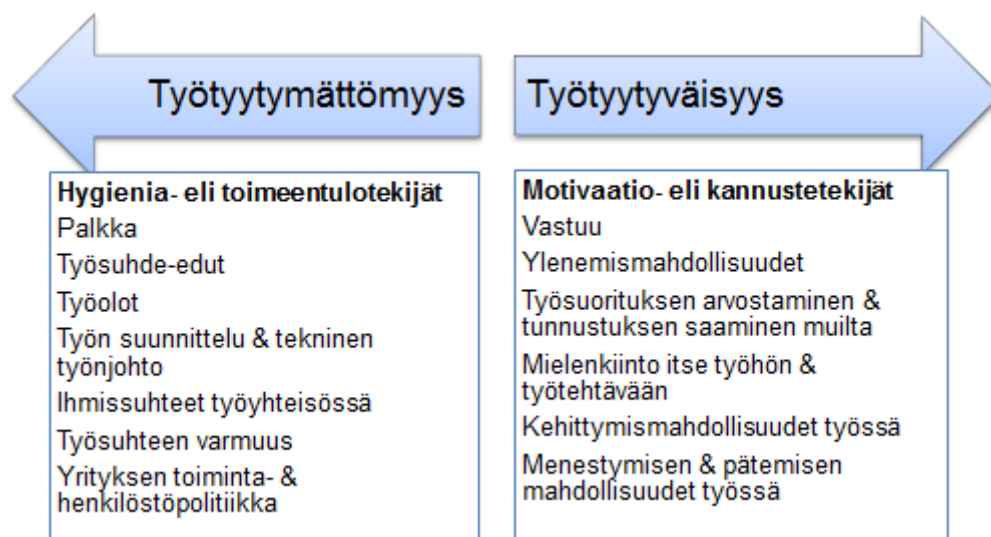 Työtyytymättömyys
Hygienia- eli toimeentulotekijät
Palkka
Työsuhde-edut
Työolot
Työn suunnittelu & tekninen
työnjohto
Ihmissuhteet työyhteisössä
Työsuhteen varmuus
Yrityksen toiminta- &
henkilöstöpolitiikka
Työtyytyväisyys
Motivaatio- eli kannustetekijät
Vastuu
Ylenemismahdollisuudet
Työsuorituksen arvostaminen &
tunnustuksen saaminen muilta
Mielenkiinto itse työhön &
työtehtävään
Kehittymismahdollisuudet työssä
Menestymisen & pätemisen
mahdollisuudet työssä